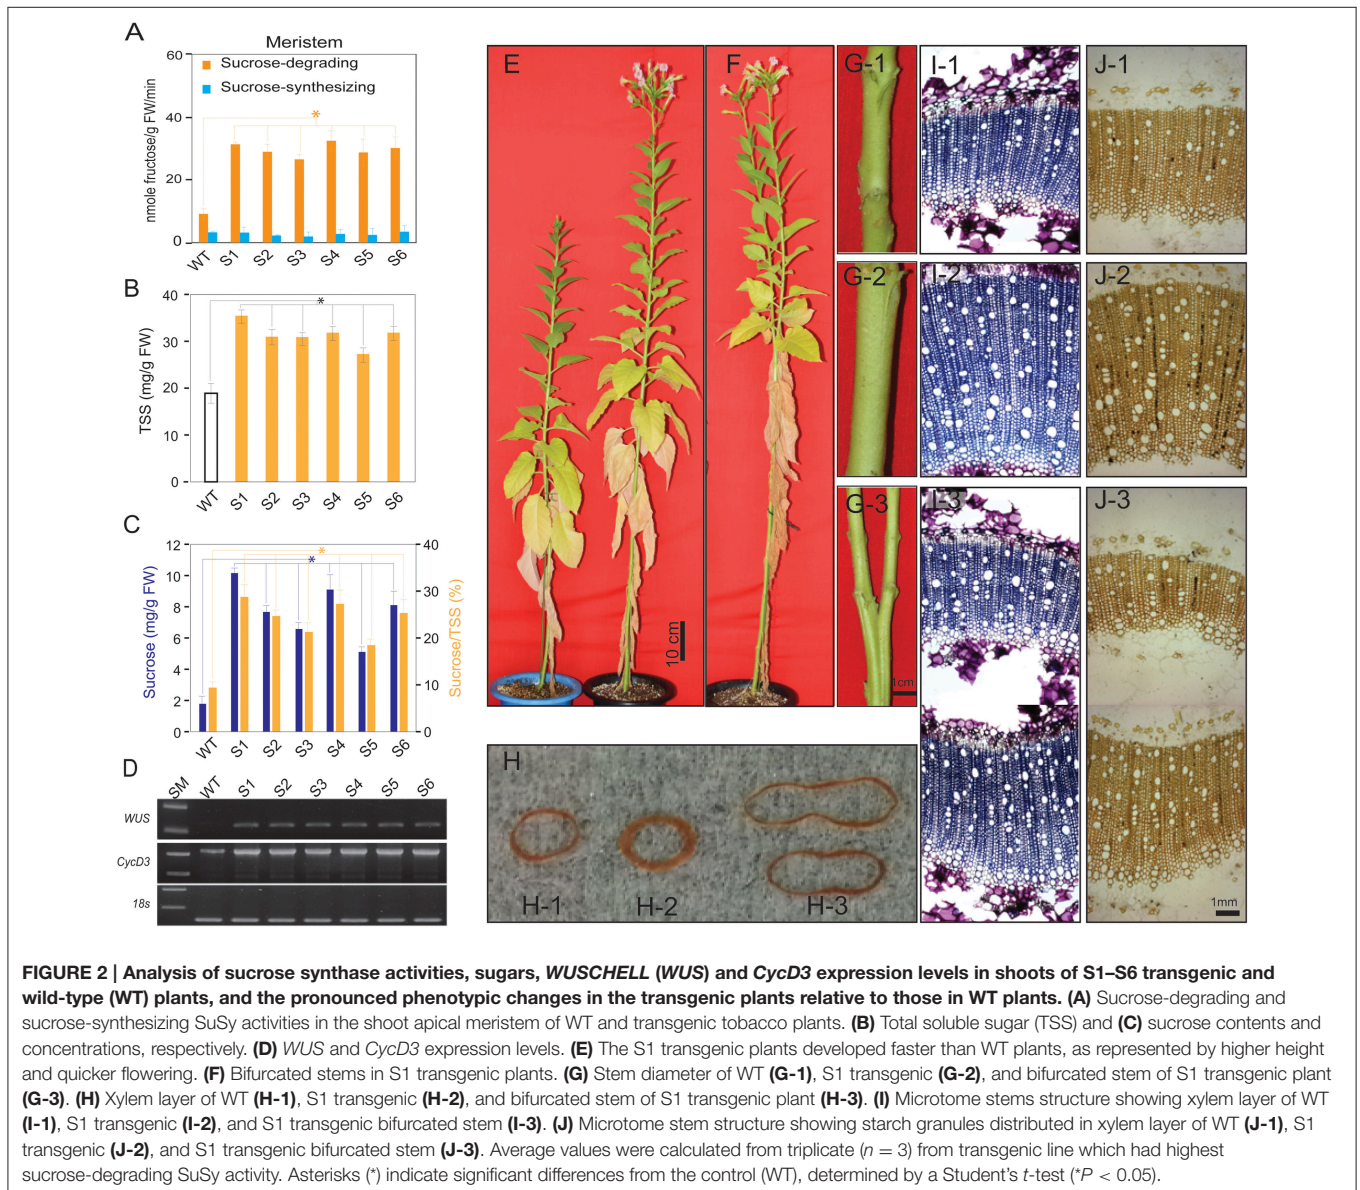 A
Meristem
Sucrose-degrading
Sucrose-synthesizing
nmole fructose/g FW/min
60
40
20
0
*
WT S1 S2 S3 S4 S5 S6
B
TSS (mg/g FW)
40
30
20
10
0
*
WT S1 S2 S3 S4 S5 S6
C
Sucrose (mg/g FW)
12
10
8
6
4
2
0
* *
40
30
20
10
0
Sucrose/TSS (%)
WT S1 S2 S3 S4 S5 S6
D
SM WT S1 S2 S3 S4 S5 S6
WUS
CycD3
18s
E
10 cm
F
G-1
G-2
G-3
1cm
H
H-1 H-2 H-3
I-1
I-2
I-3
J-1
J-2
J-3
1mm
FIGURE 2 | Analysis of sucrose synthase activities, sugars, WUSCHELL (WUS) and CycD3 expression levels in shoots of S1–S6 transgenic and
wild-type (WT) plants, and the pronounced phenotypic changes in the transgenic plants relative to those in WT plants. (A) Sucrose-degrading and
sucrose-synthesizing SuSy activities in the shoot apical meristem of WT and transgenic tobacco plants. (B) Total soluble sugar (TSS) and (C) sucrose contents and
concentrations, respectively. (D) WUS and CycD3 expression levels. (E) The S1 transgenic plants developed faster than WT plants, as represented by higher height
and quicker flowering. (F) Bifurcated stems in S1 transgenic plants. (G) Stem diameter of WT (G-1), S1 transgenic (G-2), and bifurcated stem of S1 transgenic plant
(G-3). (H) Xylem layer of WT (H-1), S1 transgenic (H-2), and bifurcated stem of S1 transgenic plant (H-3). (I) Microtome stems structure showing xylem layer of WT
(I-1), S1 transgenic (I-2), and S1 transgenic bifurcated stem (I-3). (J) Microtome stem structure showing starch granules distributed in xylem layer of WT (J-1), S1
transgenic (J-2), and S1 transgenic bifurcated stem (J-3). Average values were calculated from triplicate (n = 3) from transgenic line which had highest
sucrose-degrading SuSy activity. Asterisks (*) indicate significant differences from the control (WT), determined by a Student's t-test (*P < 0.05).